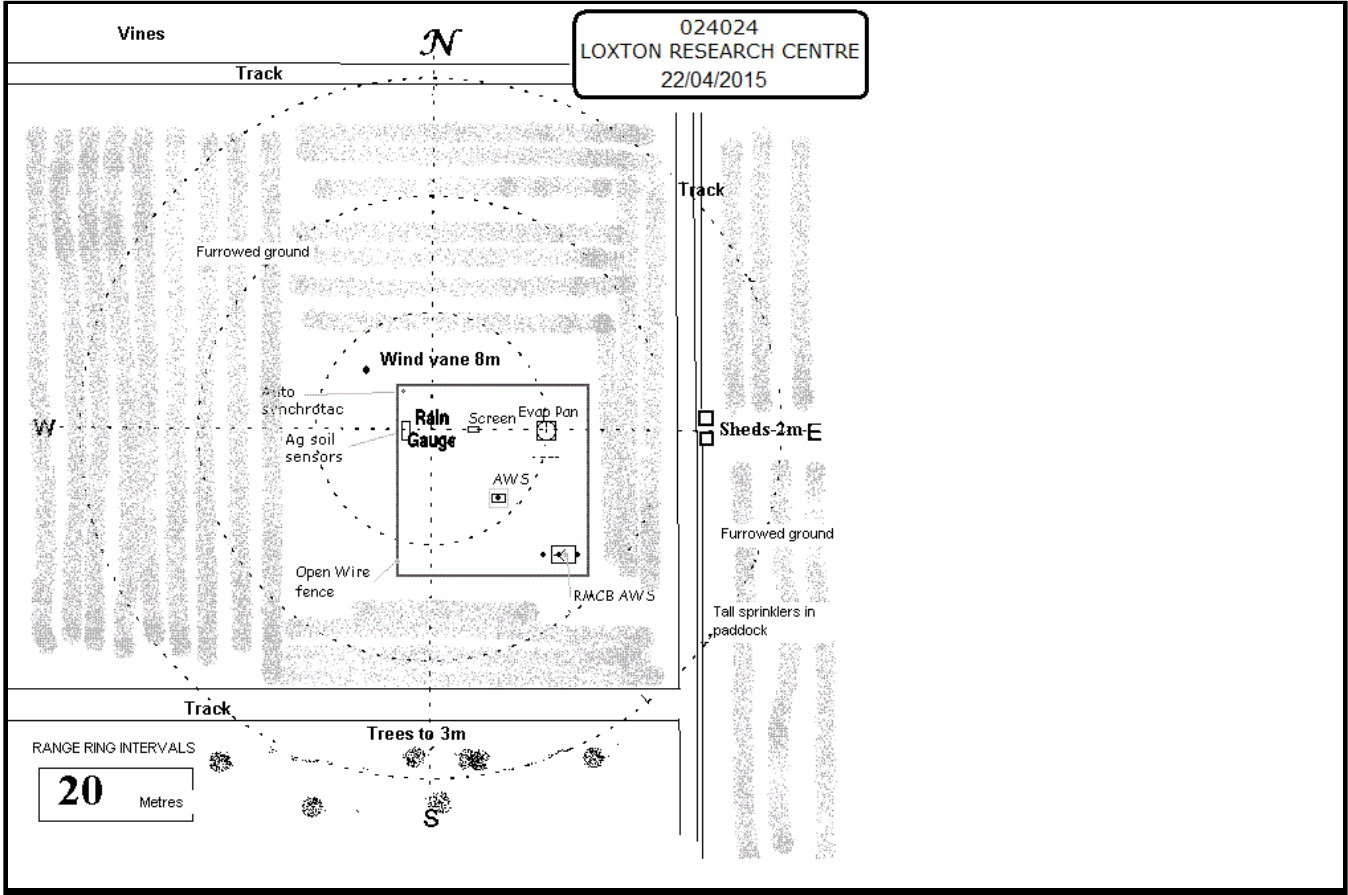 Vines
N
024024
LOXTON RESEARCH CENTRE
22/04/2015
Track
Track
Furrowed ground
Wind vane 8m
Auto
synchrotac
Rain
Gauge
Screen
Evap Pan
W
Ag soil
sensors
Sheds-2m
E
AWS
Furrowed ground
Open Wire
fence
RMCB AWS
Tall sprinklers in
paddock
Track
Trees to 3m
RANGE RING INTERVALS
20 Metres
S